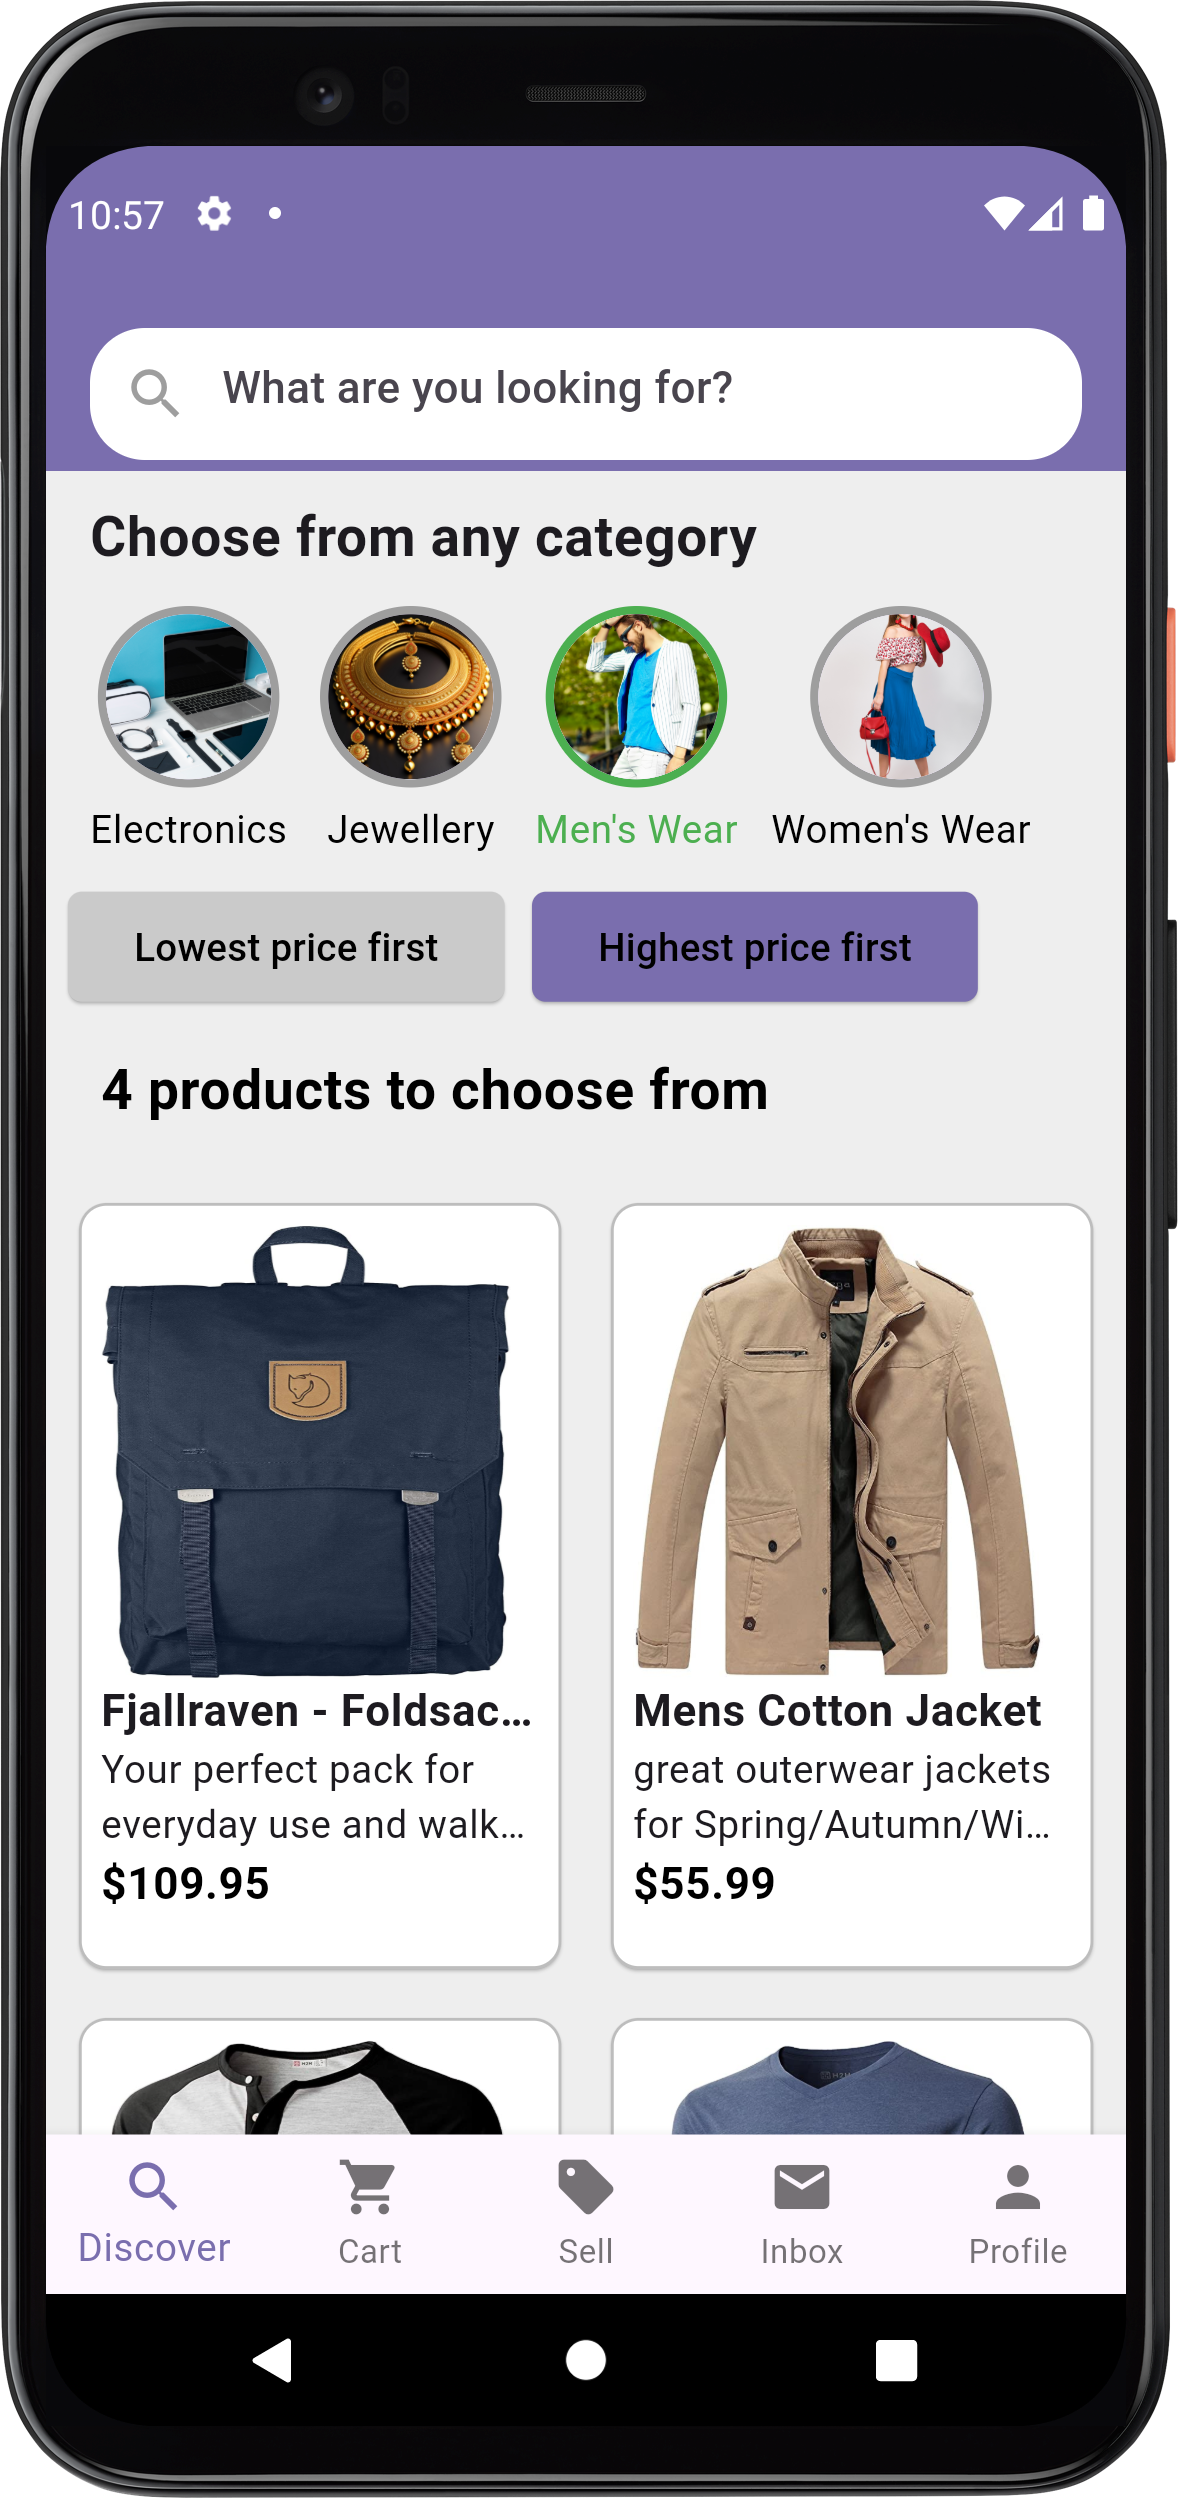 10:57
What are you looking for?
Choose from any category
Electronics Jewellery Men's Wear Women's Wear
Lowest price first Highest price first
4 products to choose from
Fjallraven - Foldsac…
Your perfect pack for
everyday use and walk…
$109.95
Mens Cotton Jacket
great outerwear jackets
for Spring/Autumn/Wi…
$55.99
H2H
H2H
Discover Cart Sell Inbox Profile